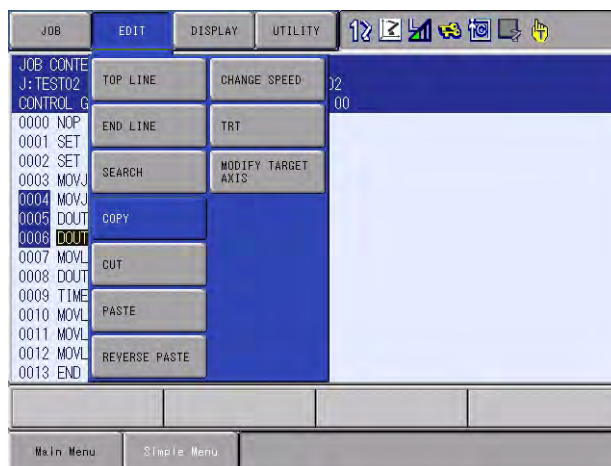 JOB EDIT DISPLAY UTILITY
JOB CONTE
J:TEST02 02
CONTROL G 00
TOP LINE CHANGE SPEED
END LINE TRT
SEARCH MODIFY TARGET
AXIS
COPY
CUT
PASTE
REVERSE PASTE
0000 NOP
0001 SET
0002 SET
0003 MOVJ
0004 MOVJ
0005 DOUT
0006 DOUT
0007 MOVL
0008 DOUT
0009 TIME
0010 MOVL
0011 MOVL
0012 MOVL
0013 END
Main Menu Simple Menu